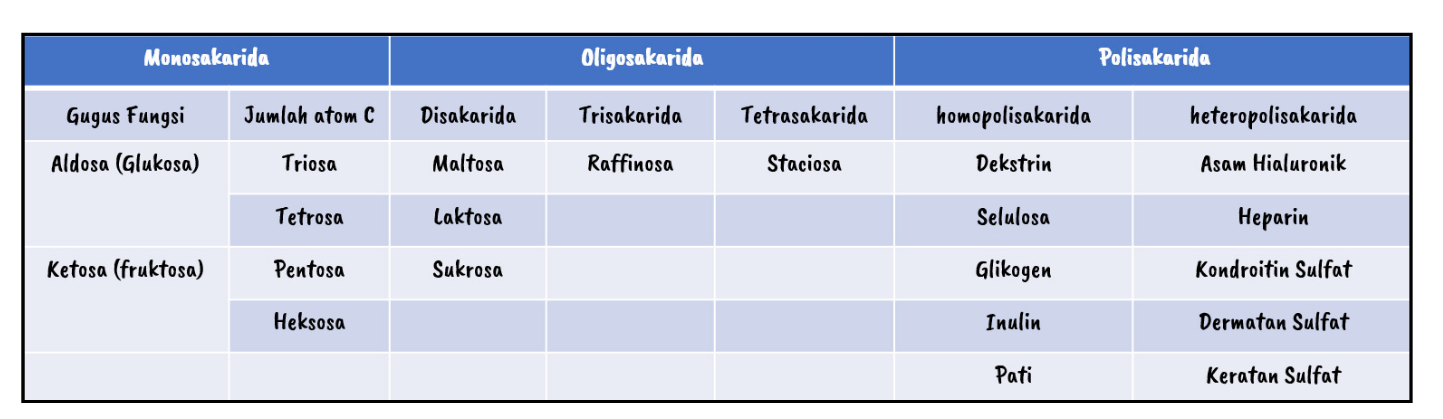 Monosakarida Oligosakarida Polisakarida
Gugus Fungsi Jumlah atom C Disakarida Trisakarida Tetrasakarida homopolisakarida heteropolisakarida
Aldosa (Glukosa) Triosa Maltosa Raffinosa Staciosa Dekstrin Asam Hialuronik
Tetrosa Laktosa Selulosa Heparin
Ketosa (fruktosa) Pentosa Sukrosa Glikogen Kondroitin Sulfat
Heksosa Inulin Dermatan Sulfat
Pati Keratan Sulfat